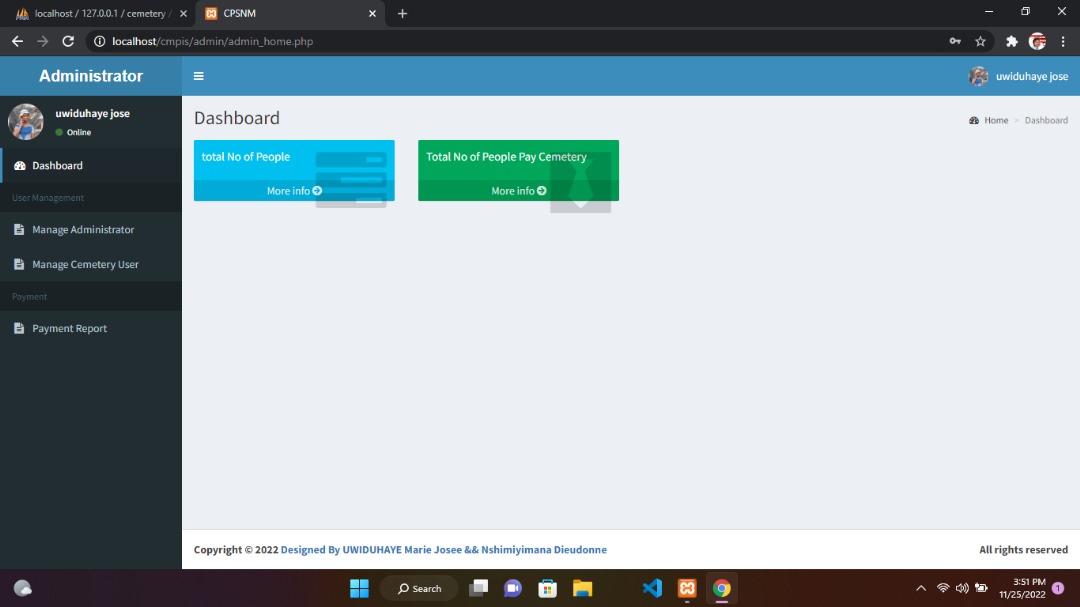 localhost / 127.0.0.1 / cemetery /
CPSNM
localhost/cmpis/admin/admin_home.php
Administrator
uwiduhaye jose
uwiduhaye jose
Online
Dashboard
Home > Dashboard
Dashboard
User Management
Manage Administrator
Manage Cemetery User
Payment
Payment Report
total No of People
More info
Total No of People Pay Cemetery
More info
Copyright © 2022 Designed By UWIDUHAYE Marie Josee && Nshimiyimana Dieudonne
All rights reserved
Search
3:51 PM
11/25/2022
1